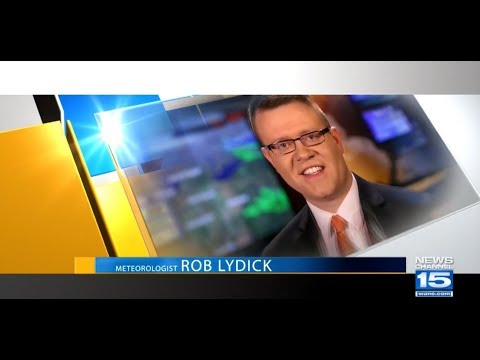 METEOROLOGIST ROB LYDICK
NEWS
CHANNEL
15
wane.com